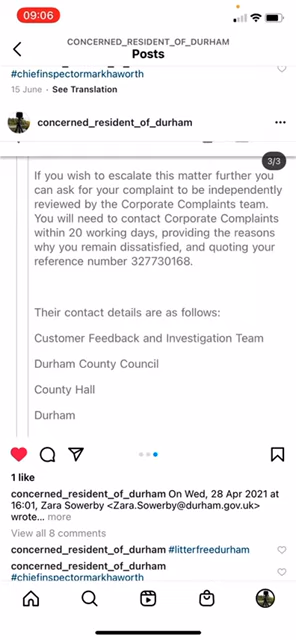 09:06
CONCERNED_RESIDENT_OF_DURHAM
Posts
#chiefinspectormarkhaworth
15 June · See Translation
concerned_resident_of_durham
3/3
If you wish to escalate this matter further you
can ask for your complaint to be independently
reviewed by the Corporate Complaints team.
You will need to contact Corporate Complaints
within 20 working days, providing the reasons
why you remain dissatisfied, and quoting your
reference number 327730168.
Their contact details are as follows:
Customer Feedback and Investigation Team
Durham County Council
County Hall
Durham
1 like
concerned_resident_of_durham On Wed, 28 Apr 2021 at
16:01, Zara Sowerby <Zara.Sowerby@durham.gov.uk>
wrote... more
View all 8 comments
concerned_resident_of_durham #litterfreedurham
concerned_resident_of_durham
#chiefinspectormarkhaworth